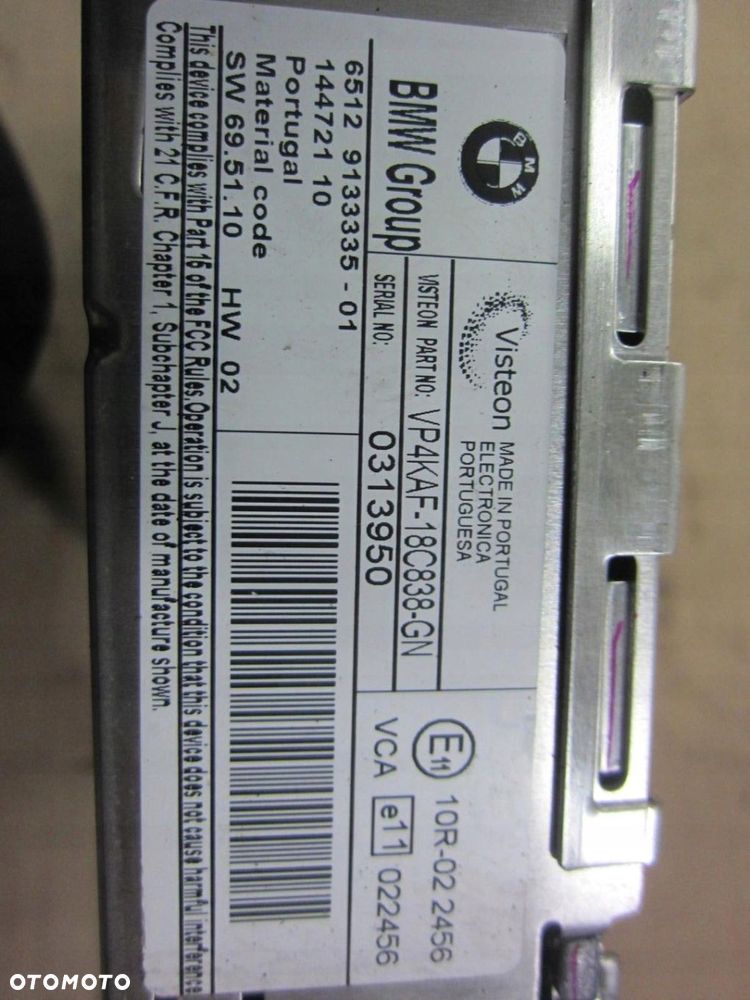 BMW
BMW Group
Visteon
MADE IN PORTUGAL
ELECTRONICA
PORTUGUESA
VISTEON PART NO: VP4KAF-18C838-GN
SERIAL NO: 0313950
E11 10R-02 2456
VCA e11 022456
6512 9133335-01
144721 10
Portugal
Material code
SW 69.51.10 HW 02
This device complies with Part 15 of the FCC Rules.Operation is subject to the condition that this device does not cause harmful interference
Complies with 21 C.F.R. Chapter 1, Subchapter J, at the date of manufacture shown.
OTOMOTO